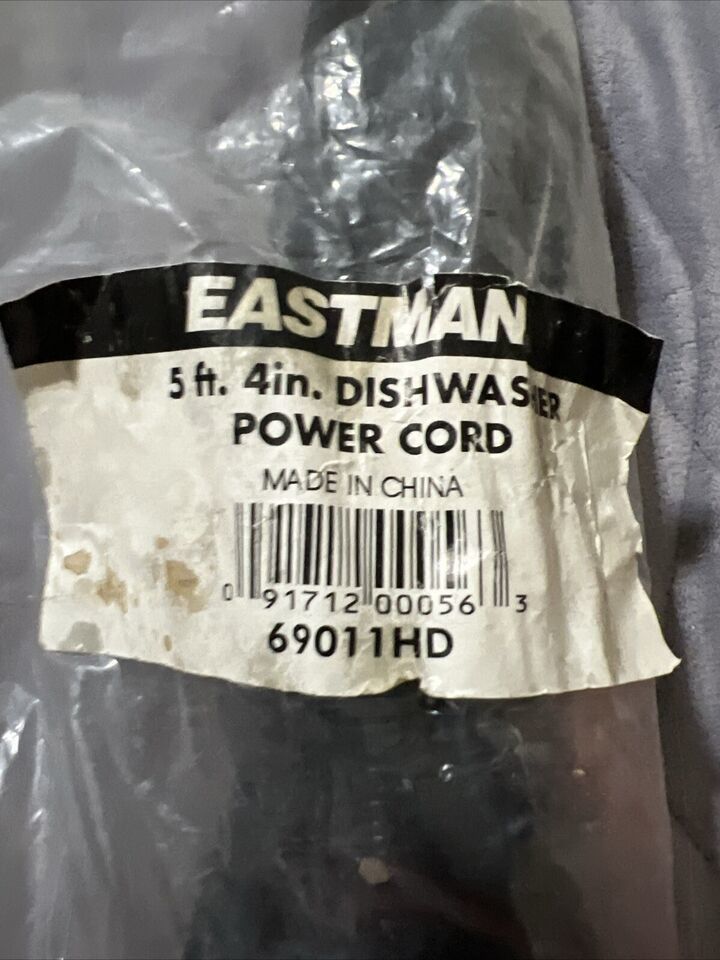 EASTMAN
5 ft. 4in. DISHWASHER
POWER CORD
MADE IN CHINA
0 91712 00056 3
69011HD